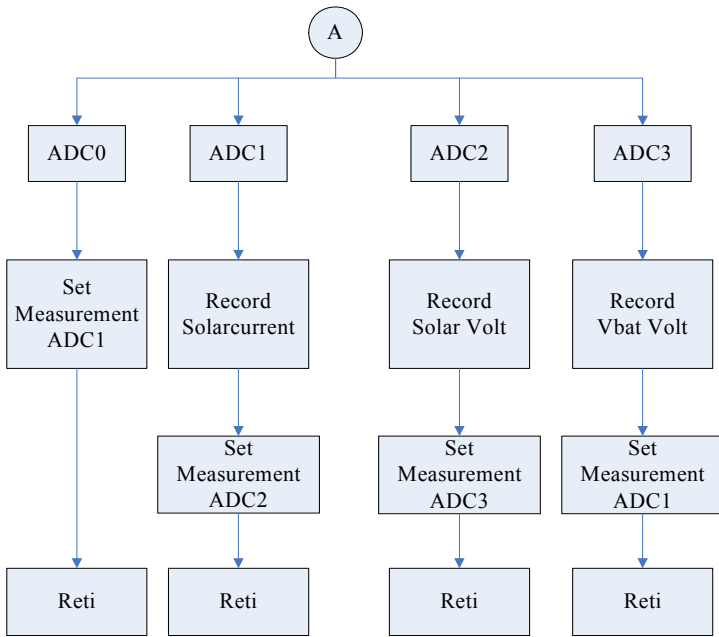 A
ADC0
ADC1
ADC2
ADC3
Set
Measurement
ADC1
Record
Solarcurrent
Record
Solar Volt
Record
Vbat Volt
Set
Measurement
ADC2
Set
Measurement
ADC3
Set
Measurement
ADC1
Reti
Reti
Reti
Reti